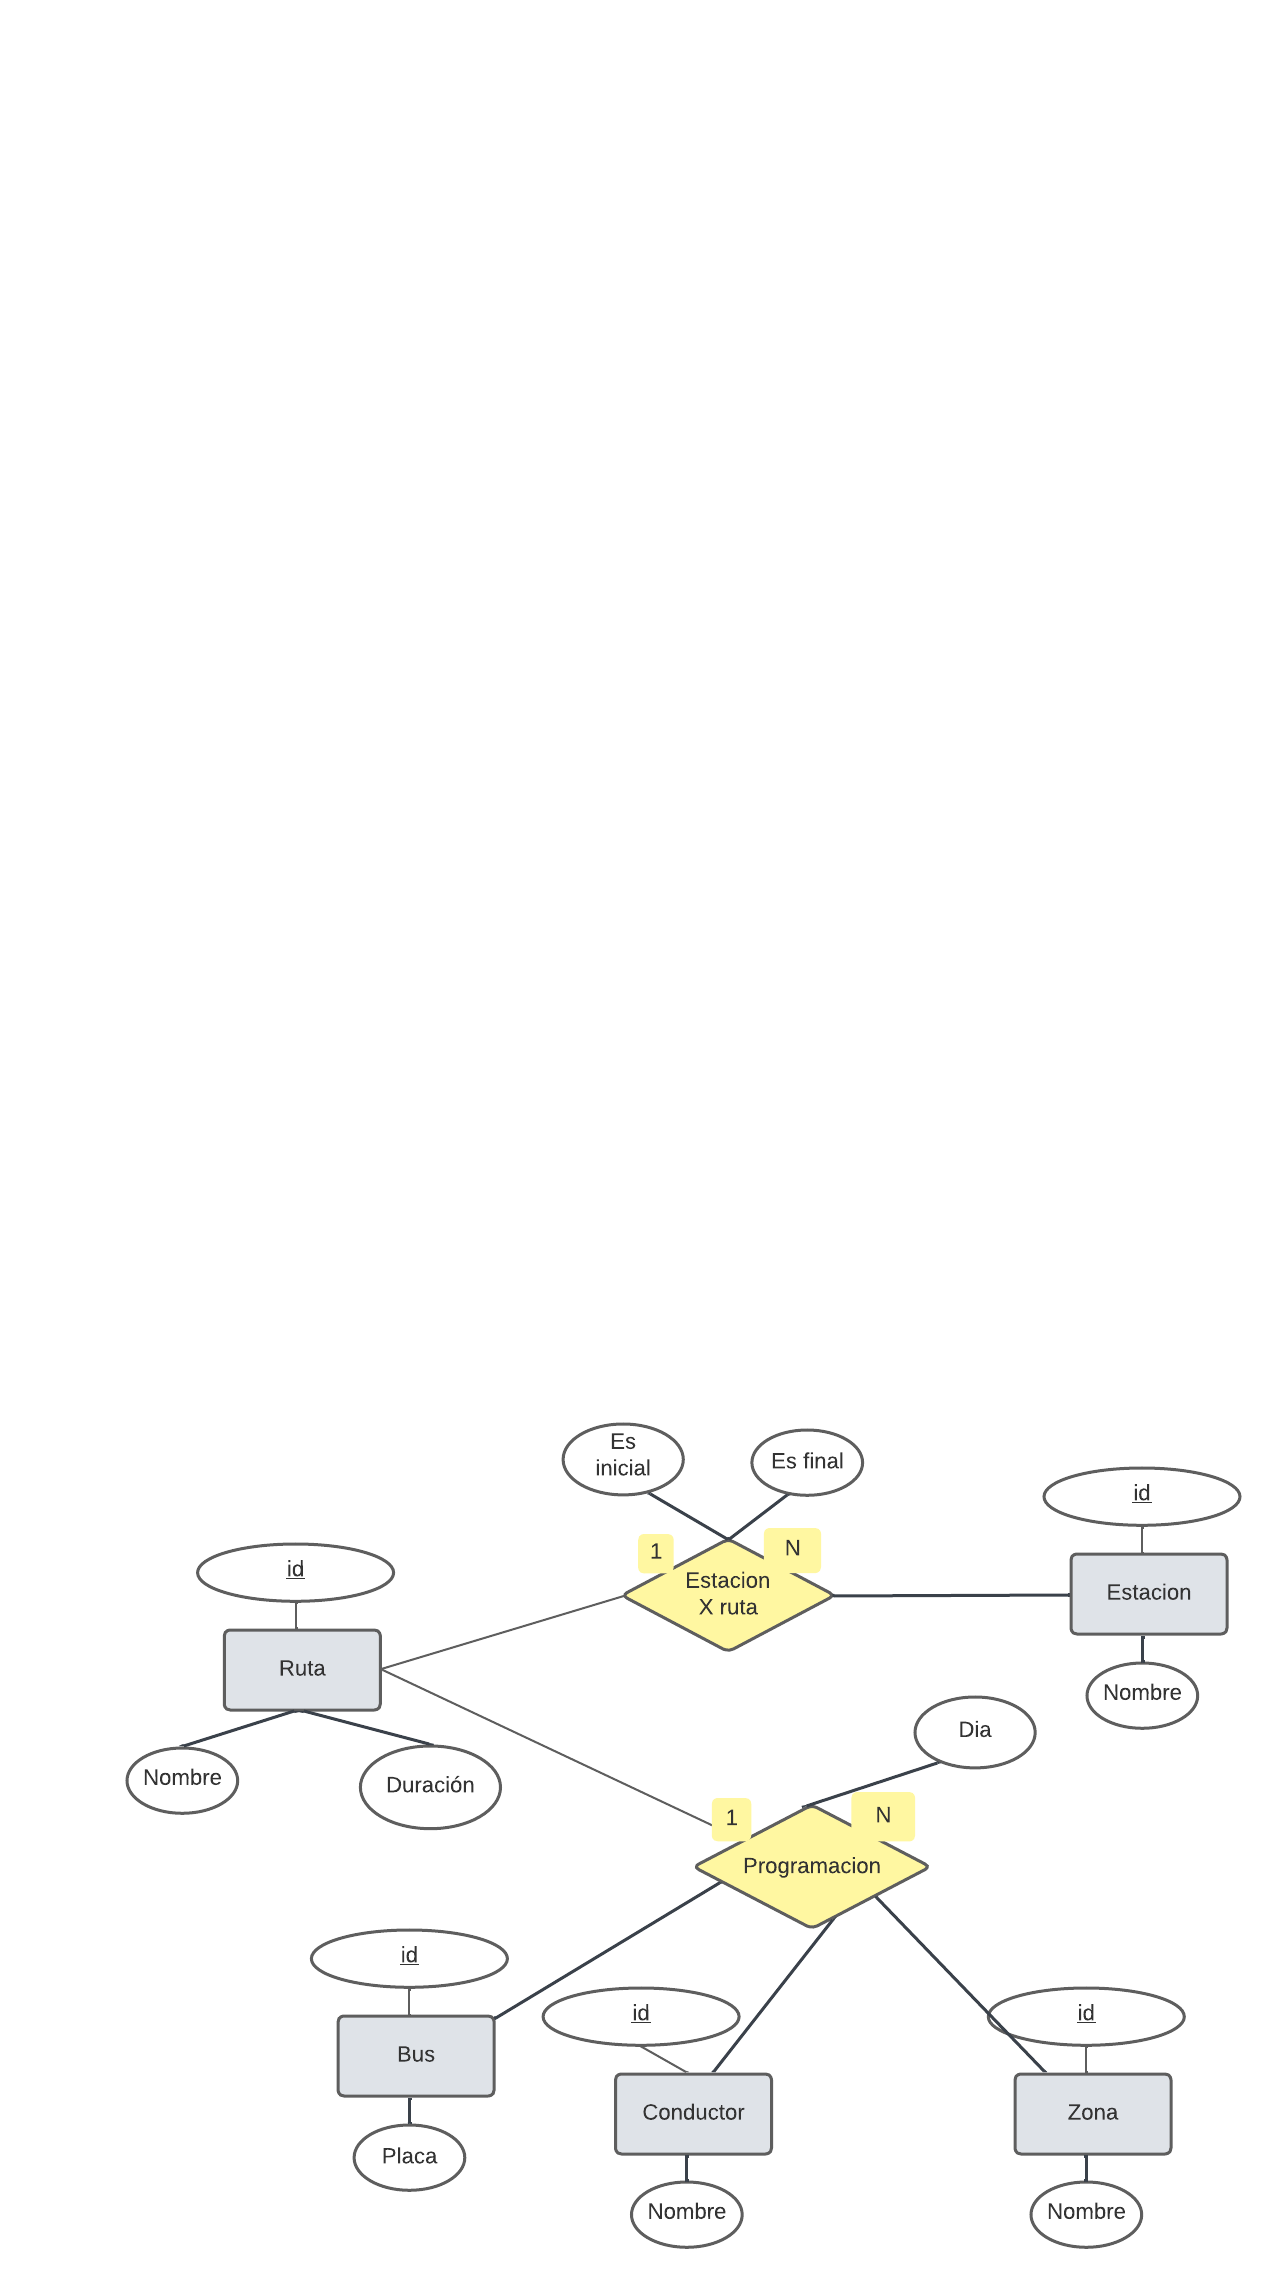 Es
inicial
Es final
id
1
N
id
Estacion
X ruta
Estacion
Ruta
Nombre
Dia
Nombre
Duración
1
N
Programacion
id
id
id
Bus
Conductor
Zona
Placa
Nombre
Nombre